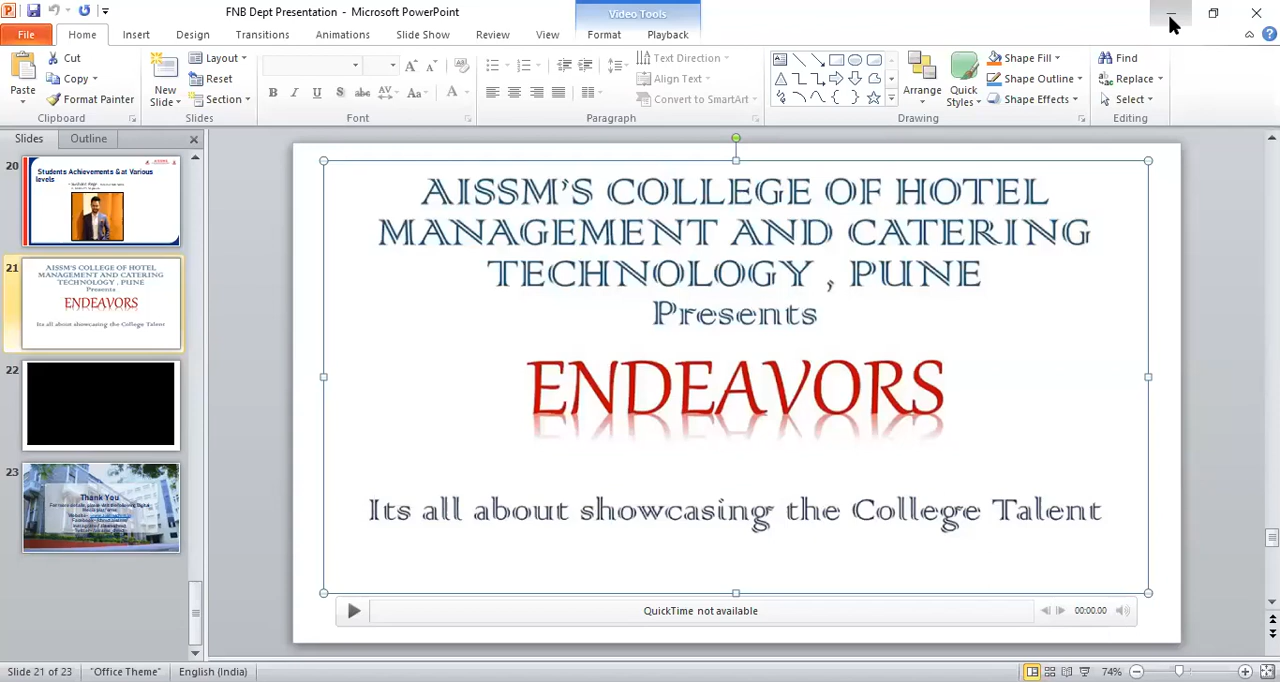 FNB Dept Presentation - Microsoft PowerPoint
Video Tools
File Home Insert Design Transitions Animations Slide Show Review View Format Playback
Paste
Cut
Copy
Format Painter
Clipboard
New Slide
Layout
Reset
Section
Slides
B I U S abc AV Aa A
Font
Text Direction
Align Text
Convert to SmartArt
Paragraph
Arrange
Quick Styles
Shape Fill
Shape Outline
Shape Effects
Drawing
Find
Replace
Select
Editing
Slides Outline
20
Students Achievements &at Various
levels
21
AISSM'S COLLEGE OF HOTEL
MANAGEMENT AND CATERING
TECHNOLOGY , PUNE
Presents
ENDEAVORS
Its all about showcasing the College Talent
22
23
Thank You
AISSM'S COLLEGE OF HOTEL
MANAGEMENT AND CATERING
TECHNOLOGY , PUNE
Presents
ENDEAVORS
Its all about showcasing the College Talent
QuickTime not available
00:00.00
Slide 21 of 23 "Office Theme" English (India) 74%